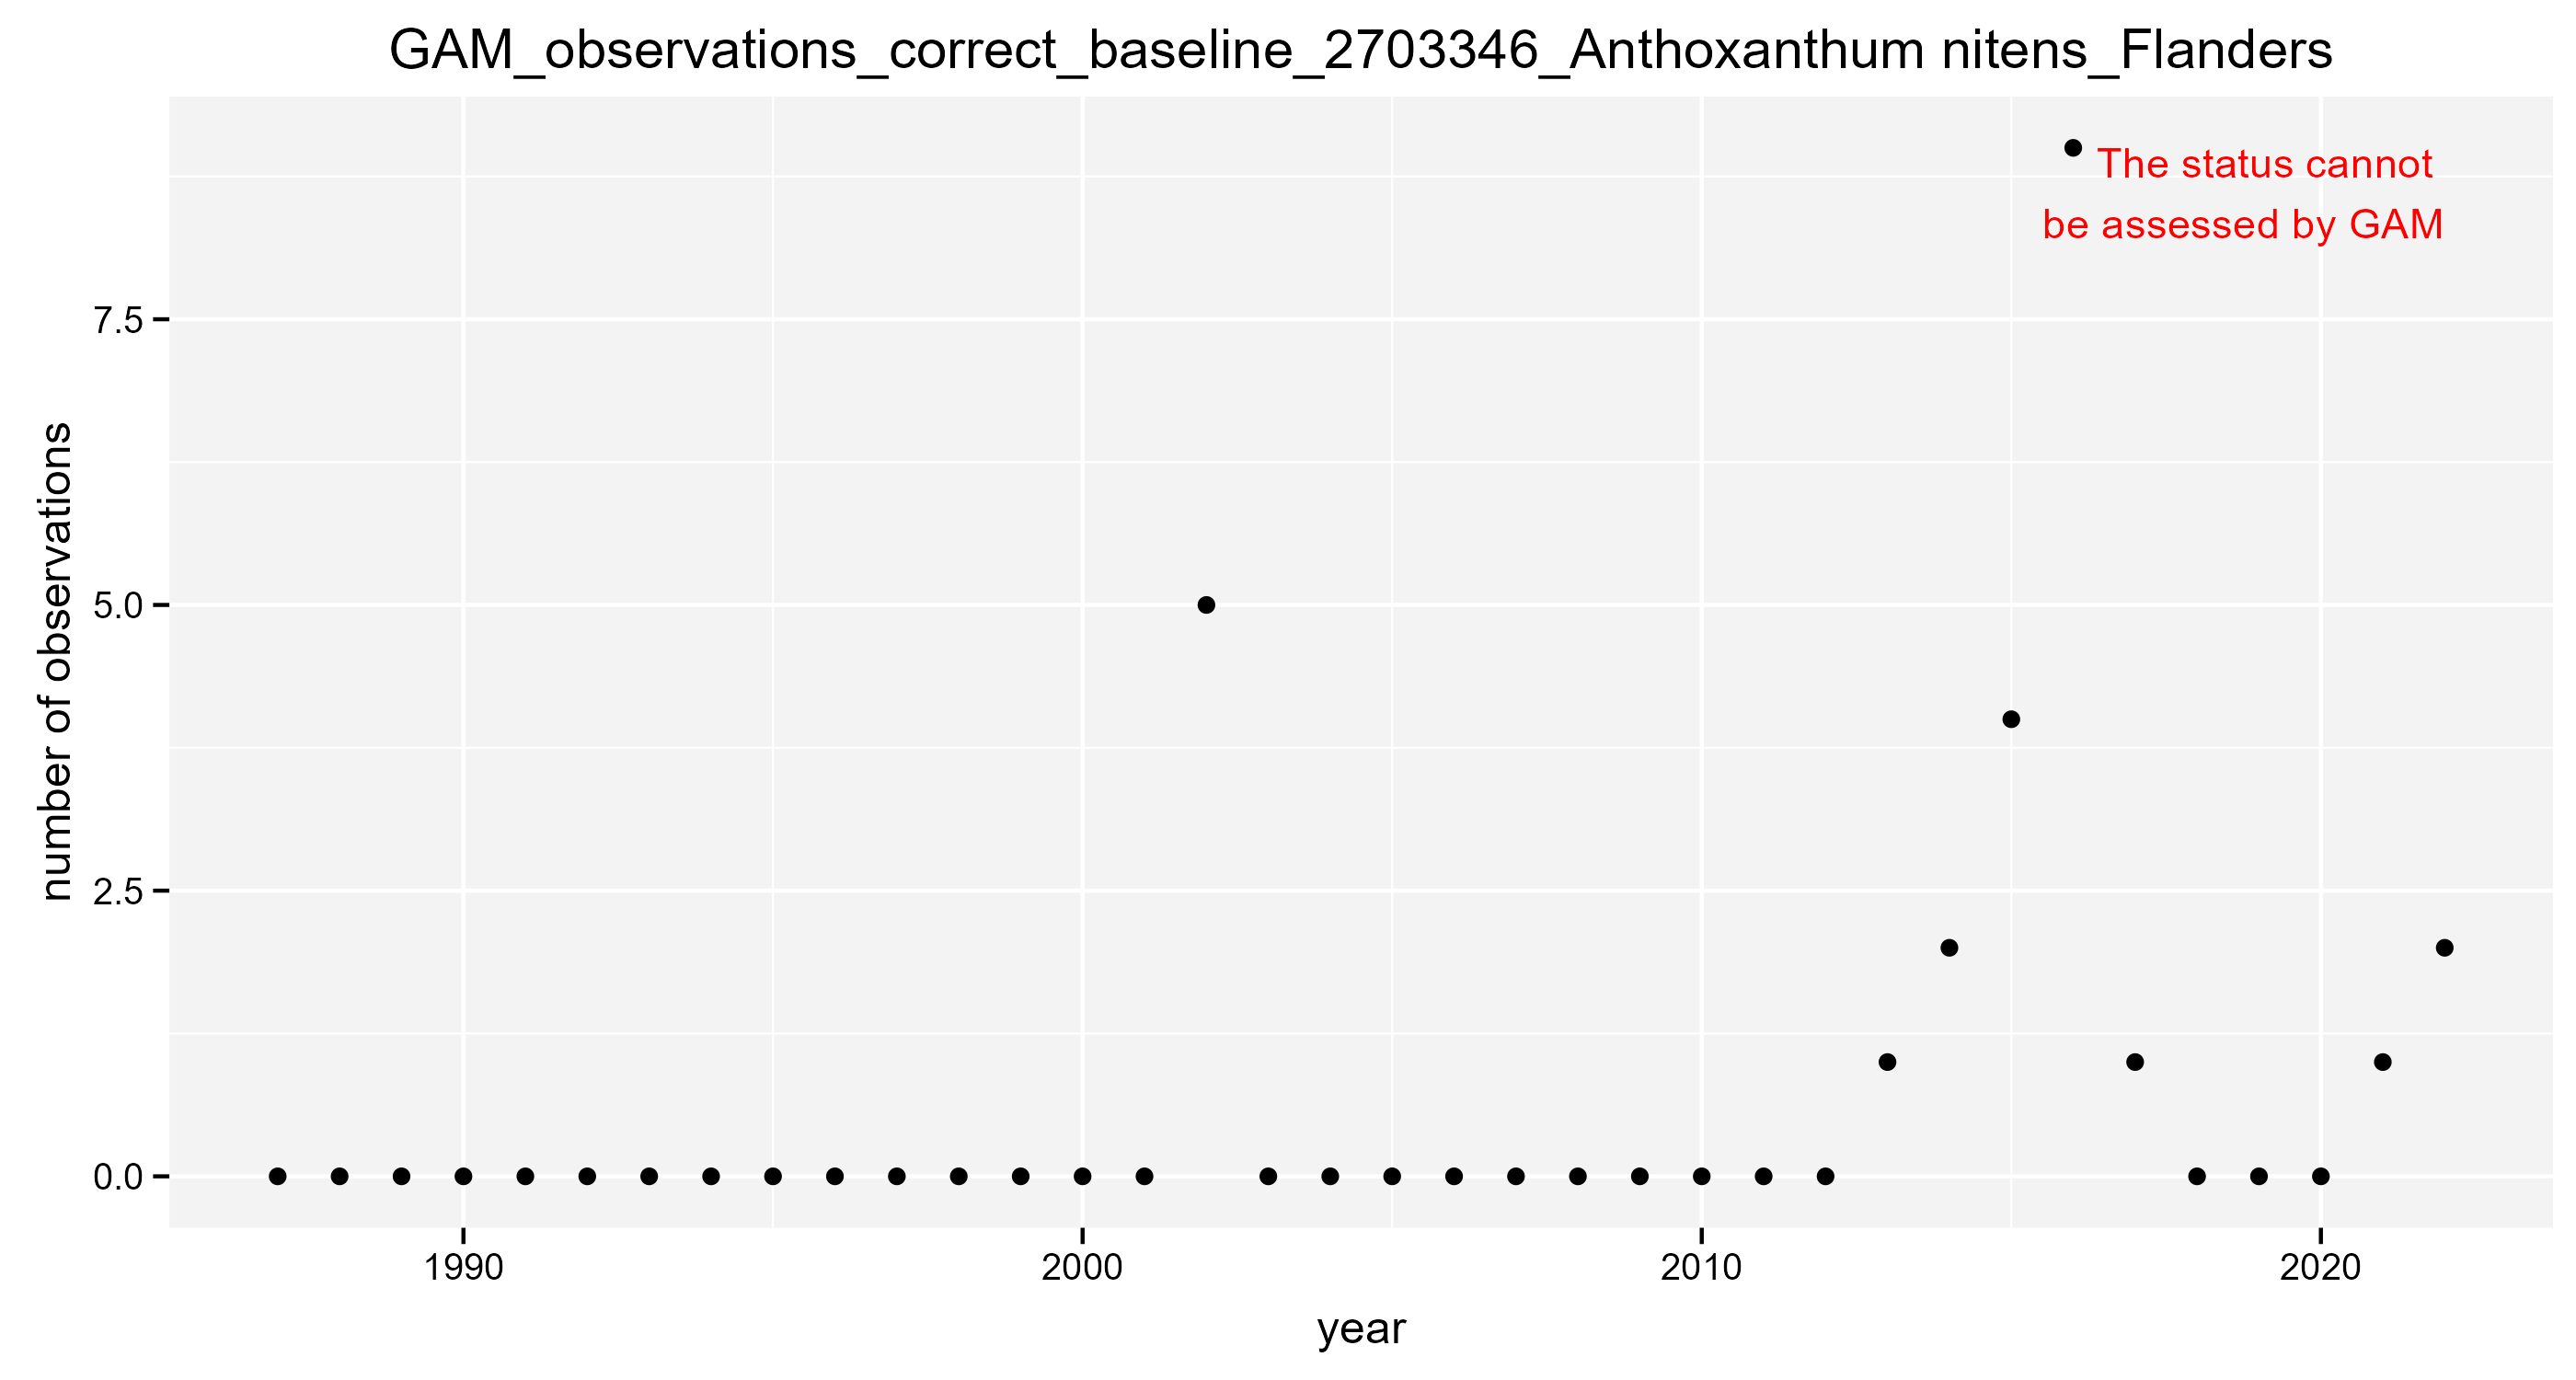 GAM_observations_correct_baseline_2703346_Anthoxanthum nitens_Flanders
The status cannot
be assessed by GAM
7.5
5.0
2.5
0.0
number of observations
1990
2000
2010
2020
year